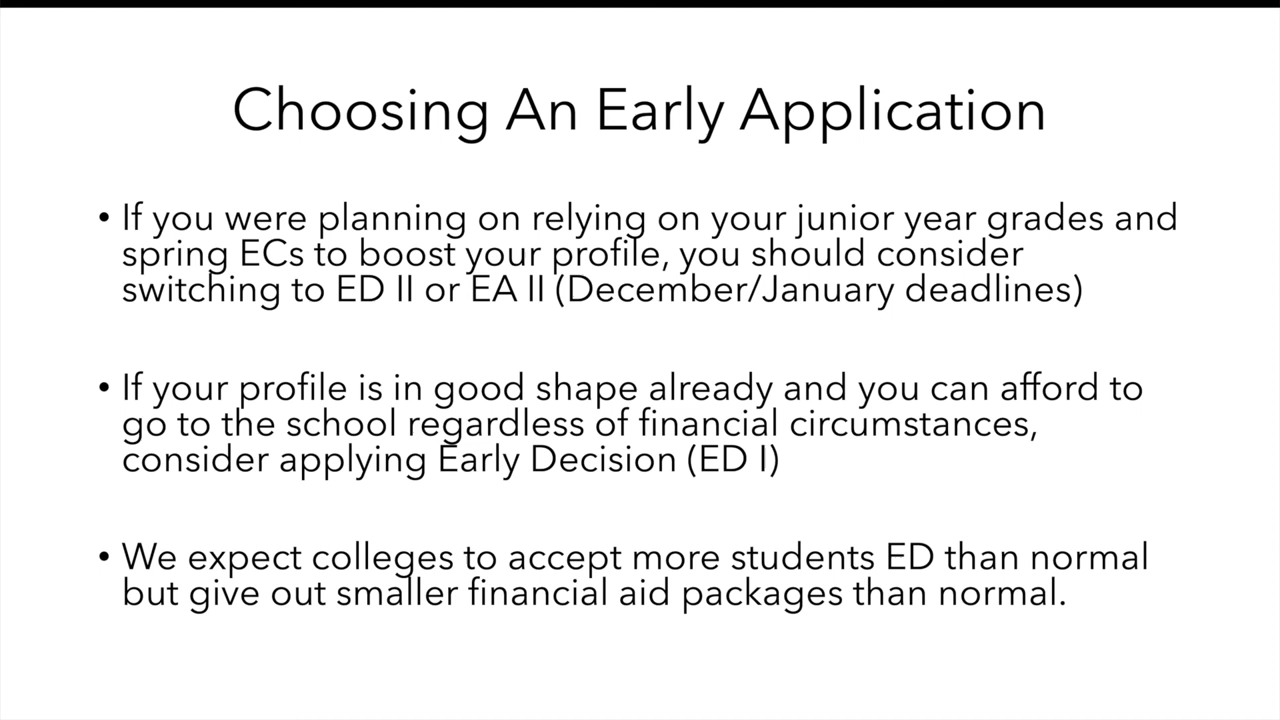 Choosing An Early Application
• If you were planning on relying on your junior year grades and
spring ECs to boost your profile, you should consider
switching to ED II or EA II (December/January deadlines)
• If your profile is in good shape already and you can afford to
go to the school regardless of financial circumstances,
consider applying Early Decision (ED I)
• We expect colleges to accept more students ED than normal
but give out smaller financial aid packages than normal.